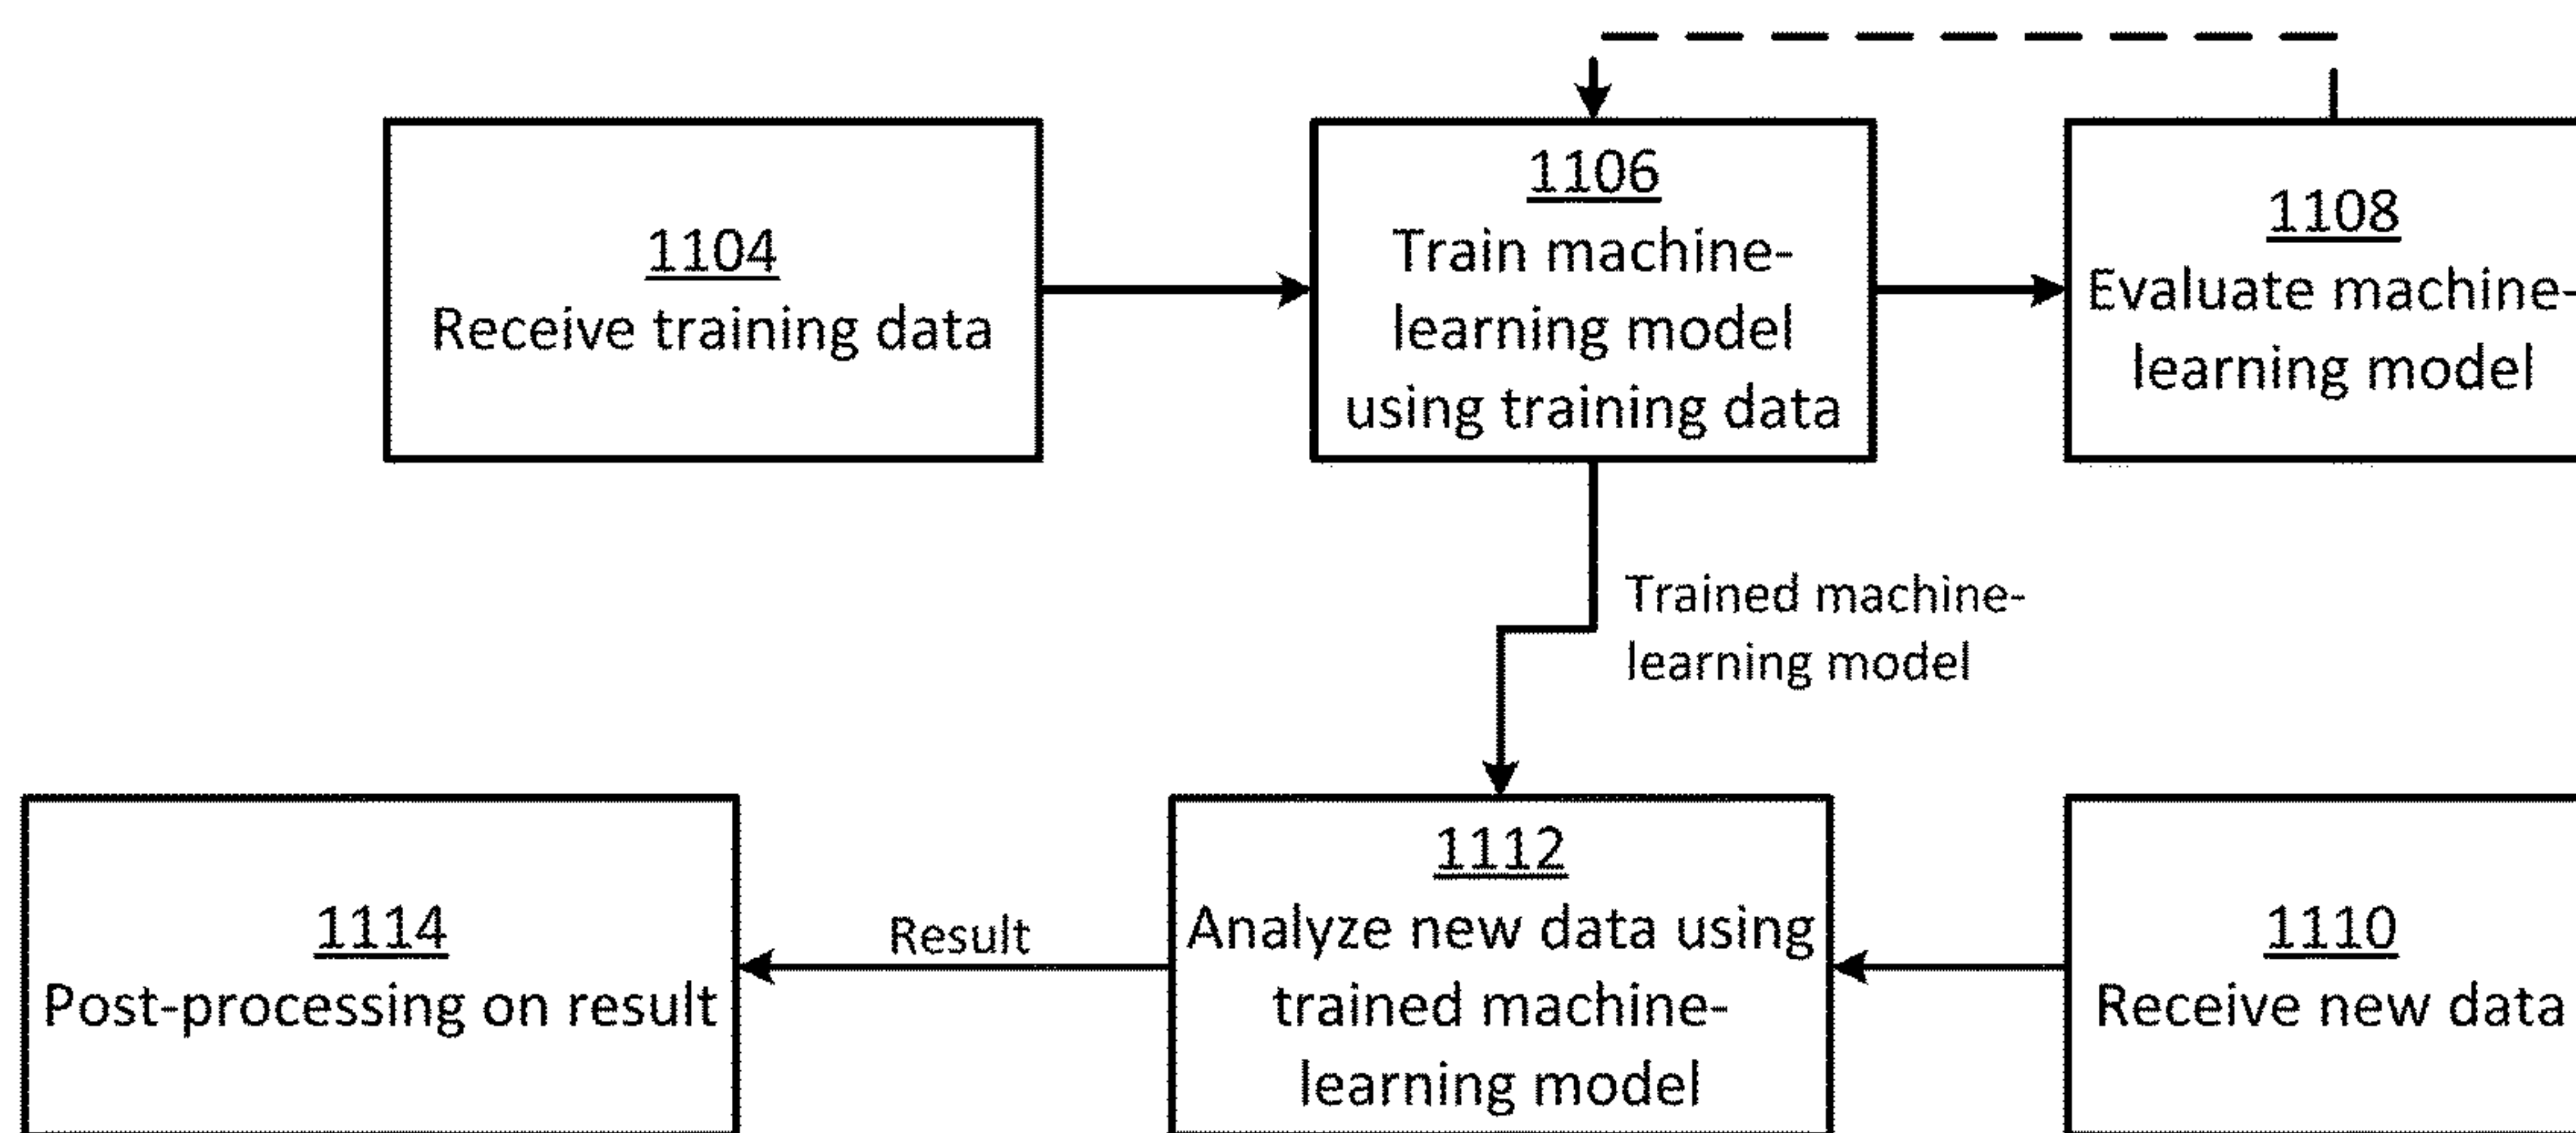 1104
Receive training data
1106
Train machine-
learning model
using training data
1108
Evaluate machine-
learning model
Trained machine-
learning model
1114
Post-processing on result
Result
1112
Analyze new data using
trained machine-
learning model
1110
Receive new data